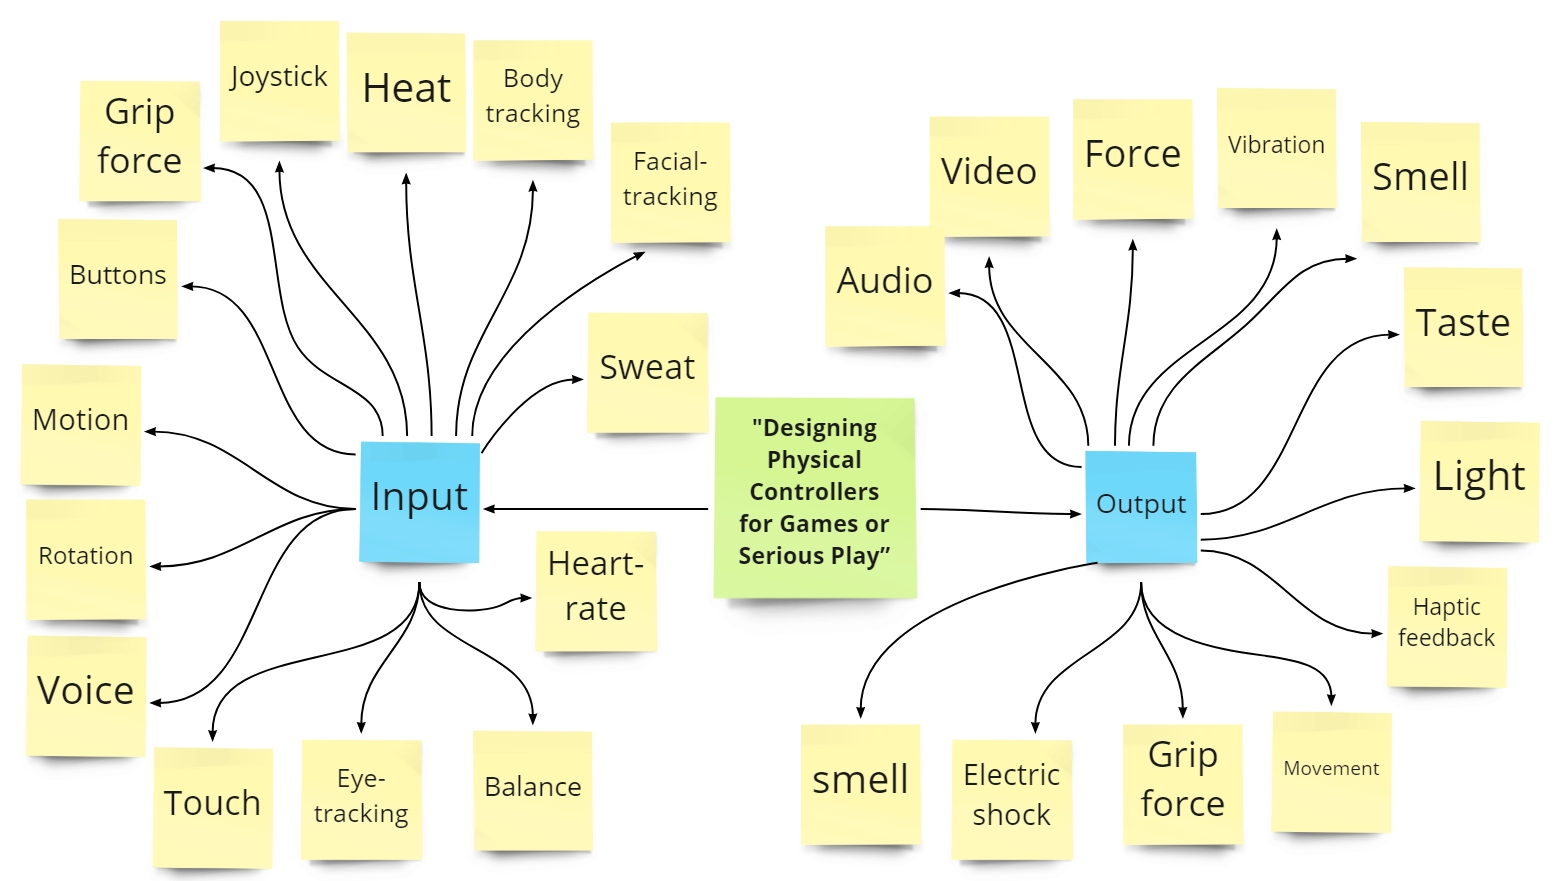 Joystick
Heat
Body
tracking
Grip
force
Facial-
tracking
Buttons
Sweat
Motion
Input
Rotation
Heart-
rate
Voice
Touch
Eye-
tracking
Balance
"Designing
Physical
Controllers
for Games or
Serious Play”
Video
Force
Vibration
Smell
Audio
Taste
Light
Output
Haptic
feedback
smell
Electric
shock
Grip
force
Movement